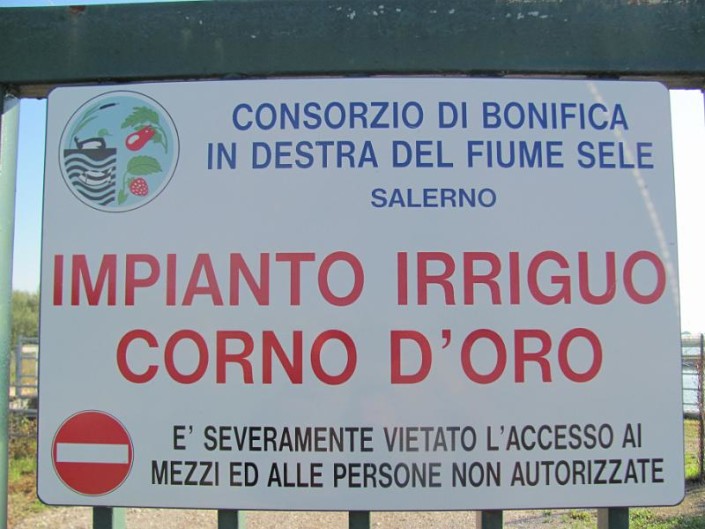 CONSORZIO DI BONIFICA
IN DESTRA DEL FIUME SELE
SALERNO
IMPIANTO IRRIGUO
CORNO D'ORO
E' SEVERAMENTE VIETATO L'ACCESSO AI
MEZZI ED ALLE PERSONE NON AUTORIZZATE